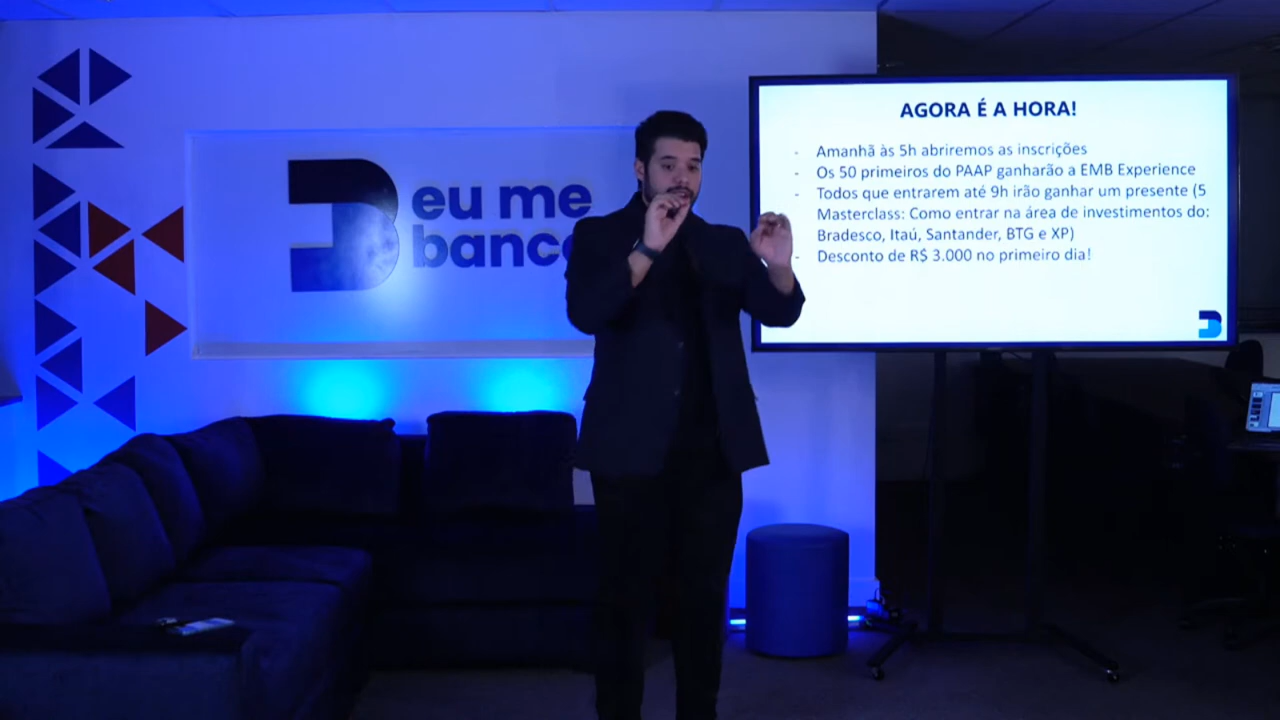 eu me
banco
AGORA É A HORA!
- Amanhã às 5h abriremos as inscrições
- Os 50 primeiros do PAAP ganharão a EMB Experience
- Todos que entrarem até 9h irão ganhar um presente (5
Masterclass: Como entrar na área de investimentos do:
Bradesco, Itaú, Santander, BTG e XP)
- Desconto de R$ 3.000 no primeiro dia!